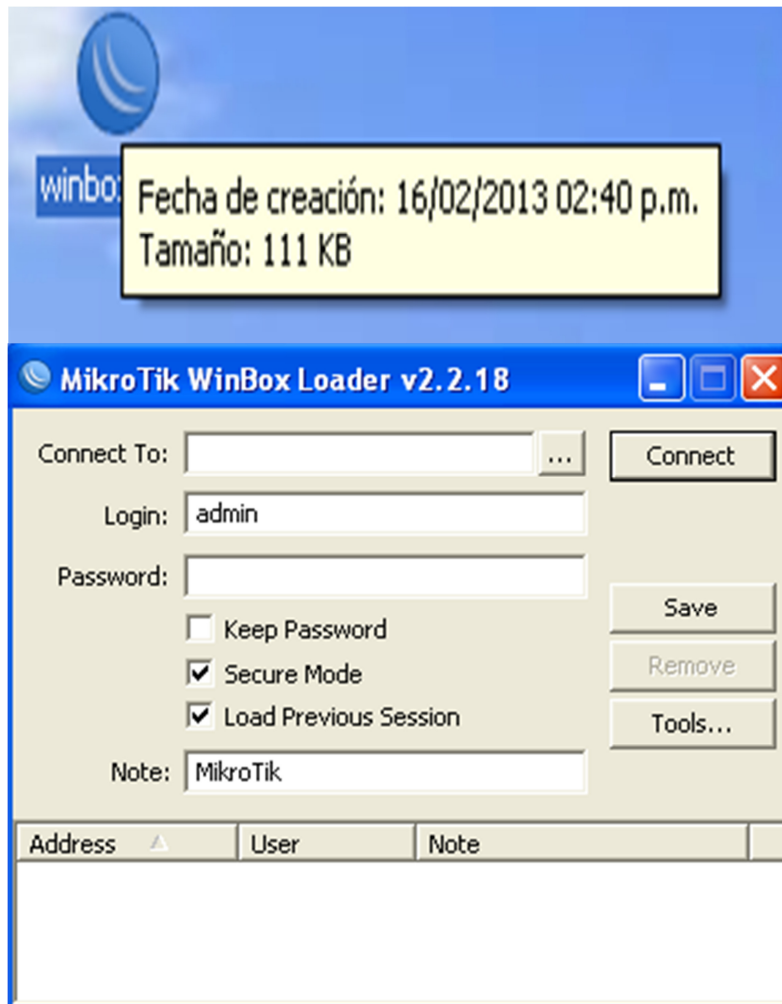 winbo
Fecha de creación: 16/02/2013 02:40 p.m.
Tamaño: 111 KB
MikroTik WinBox Loader v2.2.18
Connect To: ... Connect
Login: admin
Password:
Keep Password Save
Secure Mode Remove
Load Previous Session Tools...
Note: MikroTik
Address User Note